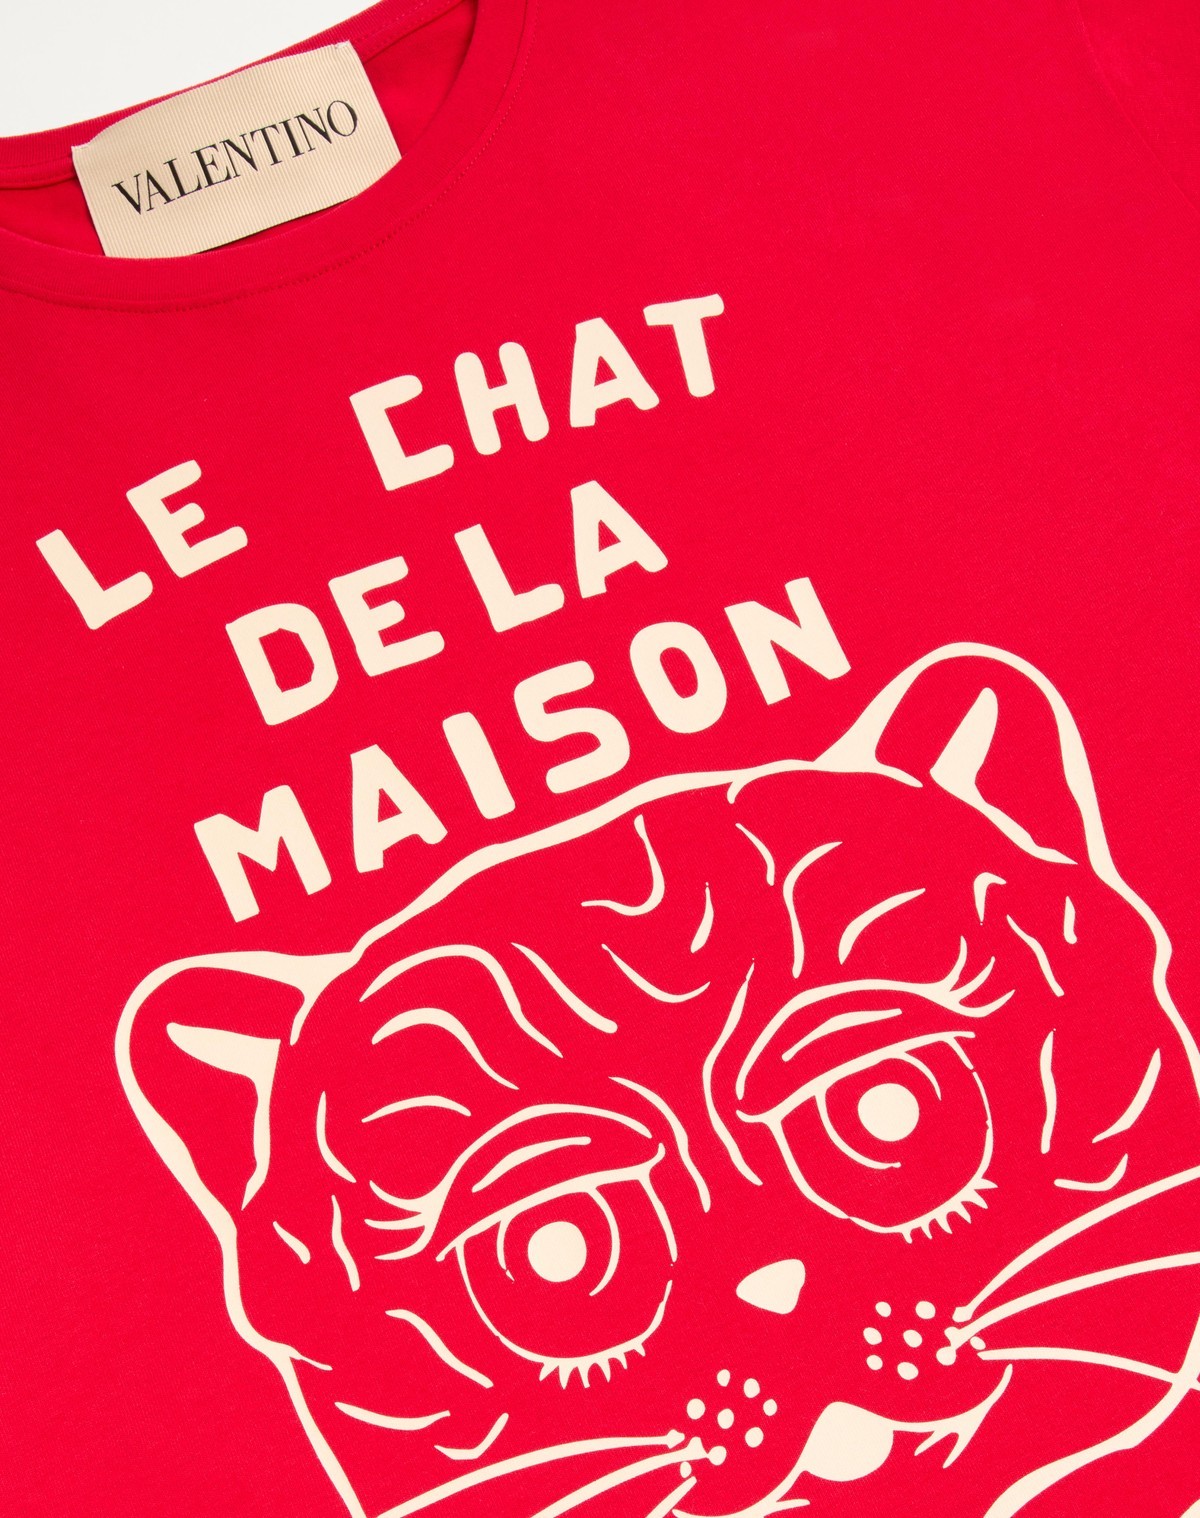 VALENTINO
LE CHAT
DE LA
MAISON